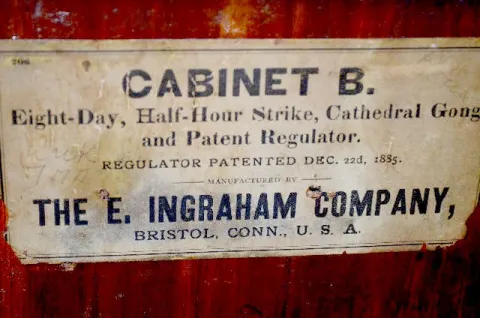 206
CABINET B.
Eight-Day, Half-Hour Strike, Cathedral Gong
and Patent Regulator.
REGULATOR PATENTED DEC. 22d, 1885.
MANUFACTURED BY
THE E. INGRAHAM COMPANY,
BRISTOL, CONN., U. S. A.